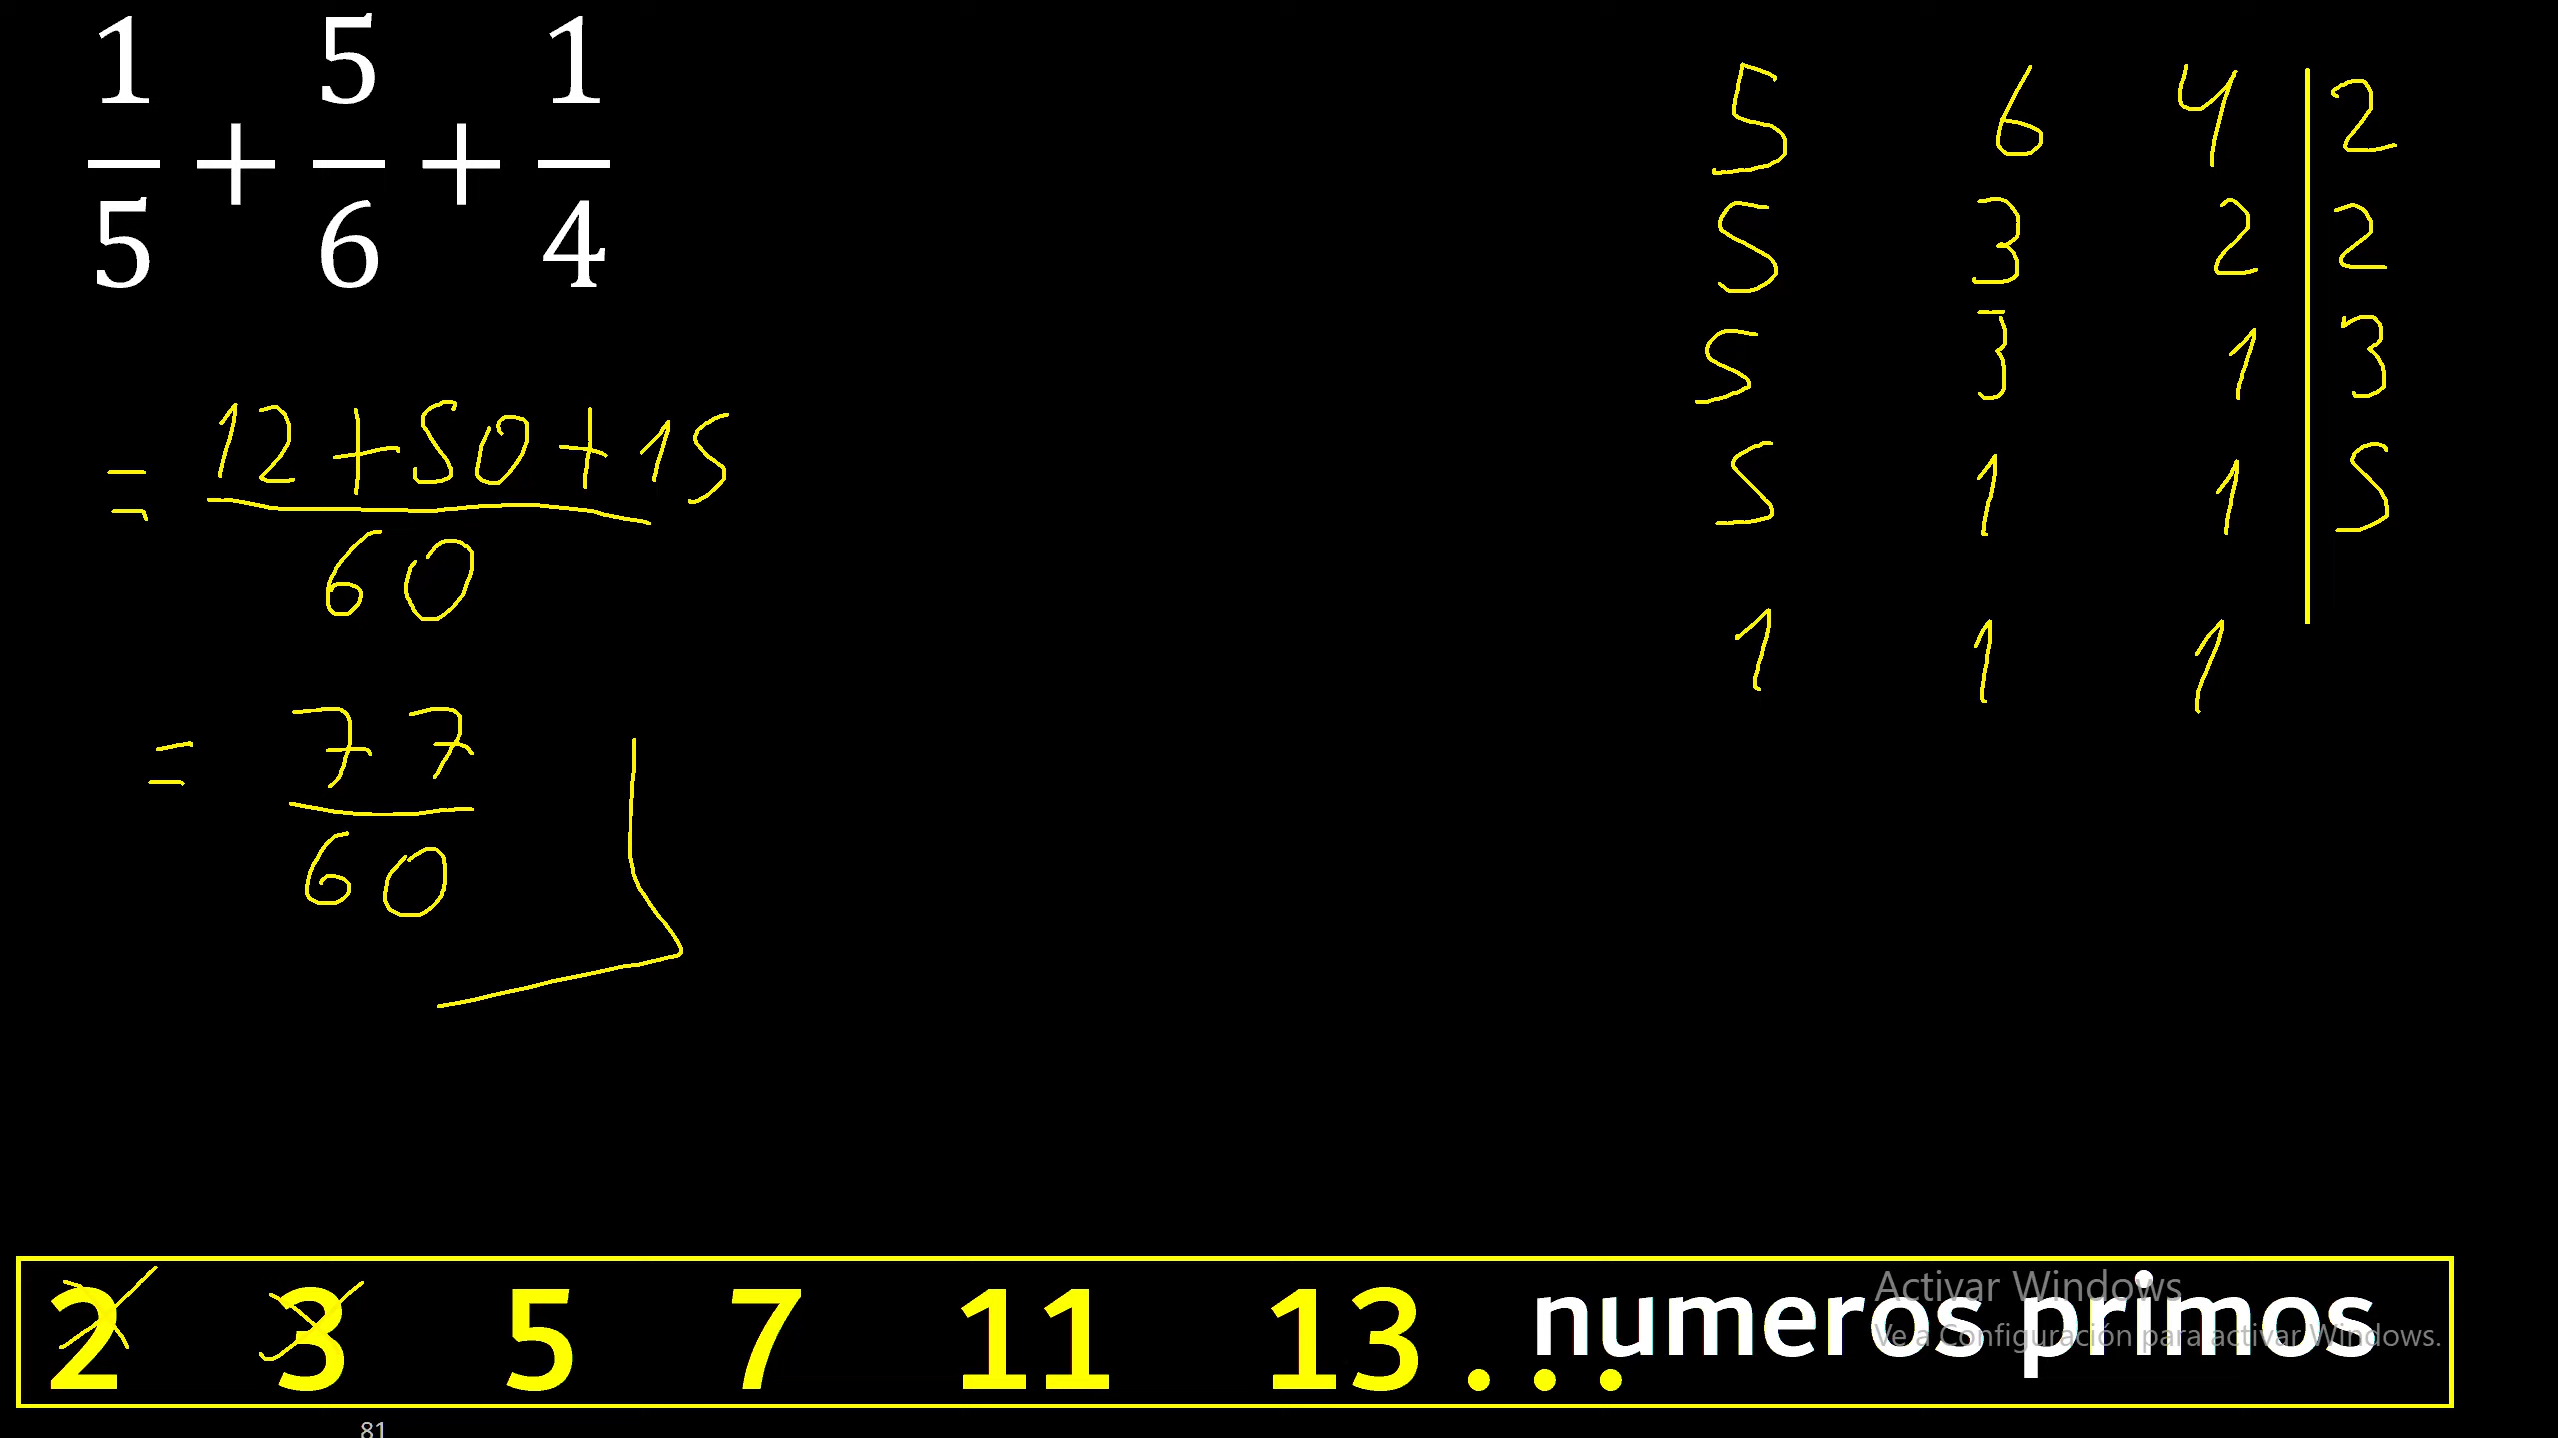 1/5 + 5/6 + 1/4
= 12+50+15 / 60
= 77 / 60
5 6 4 | 2
5 3 2 | 2
5 3 1 | 3
5 1 1 | 5
1 1 1
2 3 5 7 11 13 ... numeros primos
Activar Windows
Ve a Configuración para activar Windows.
81